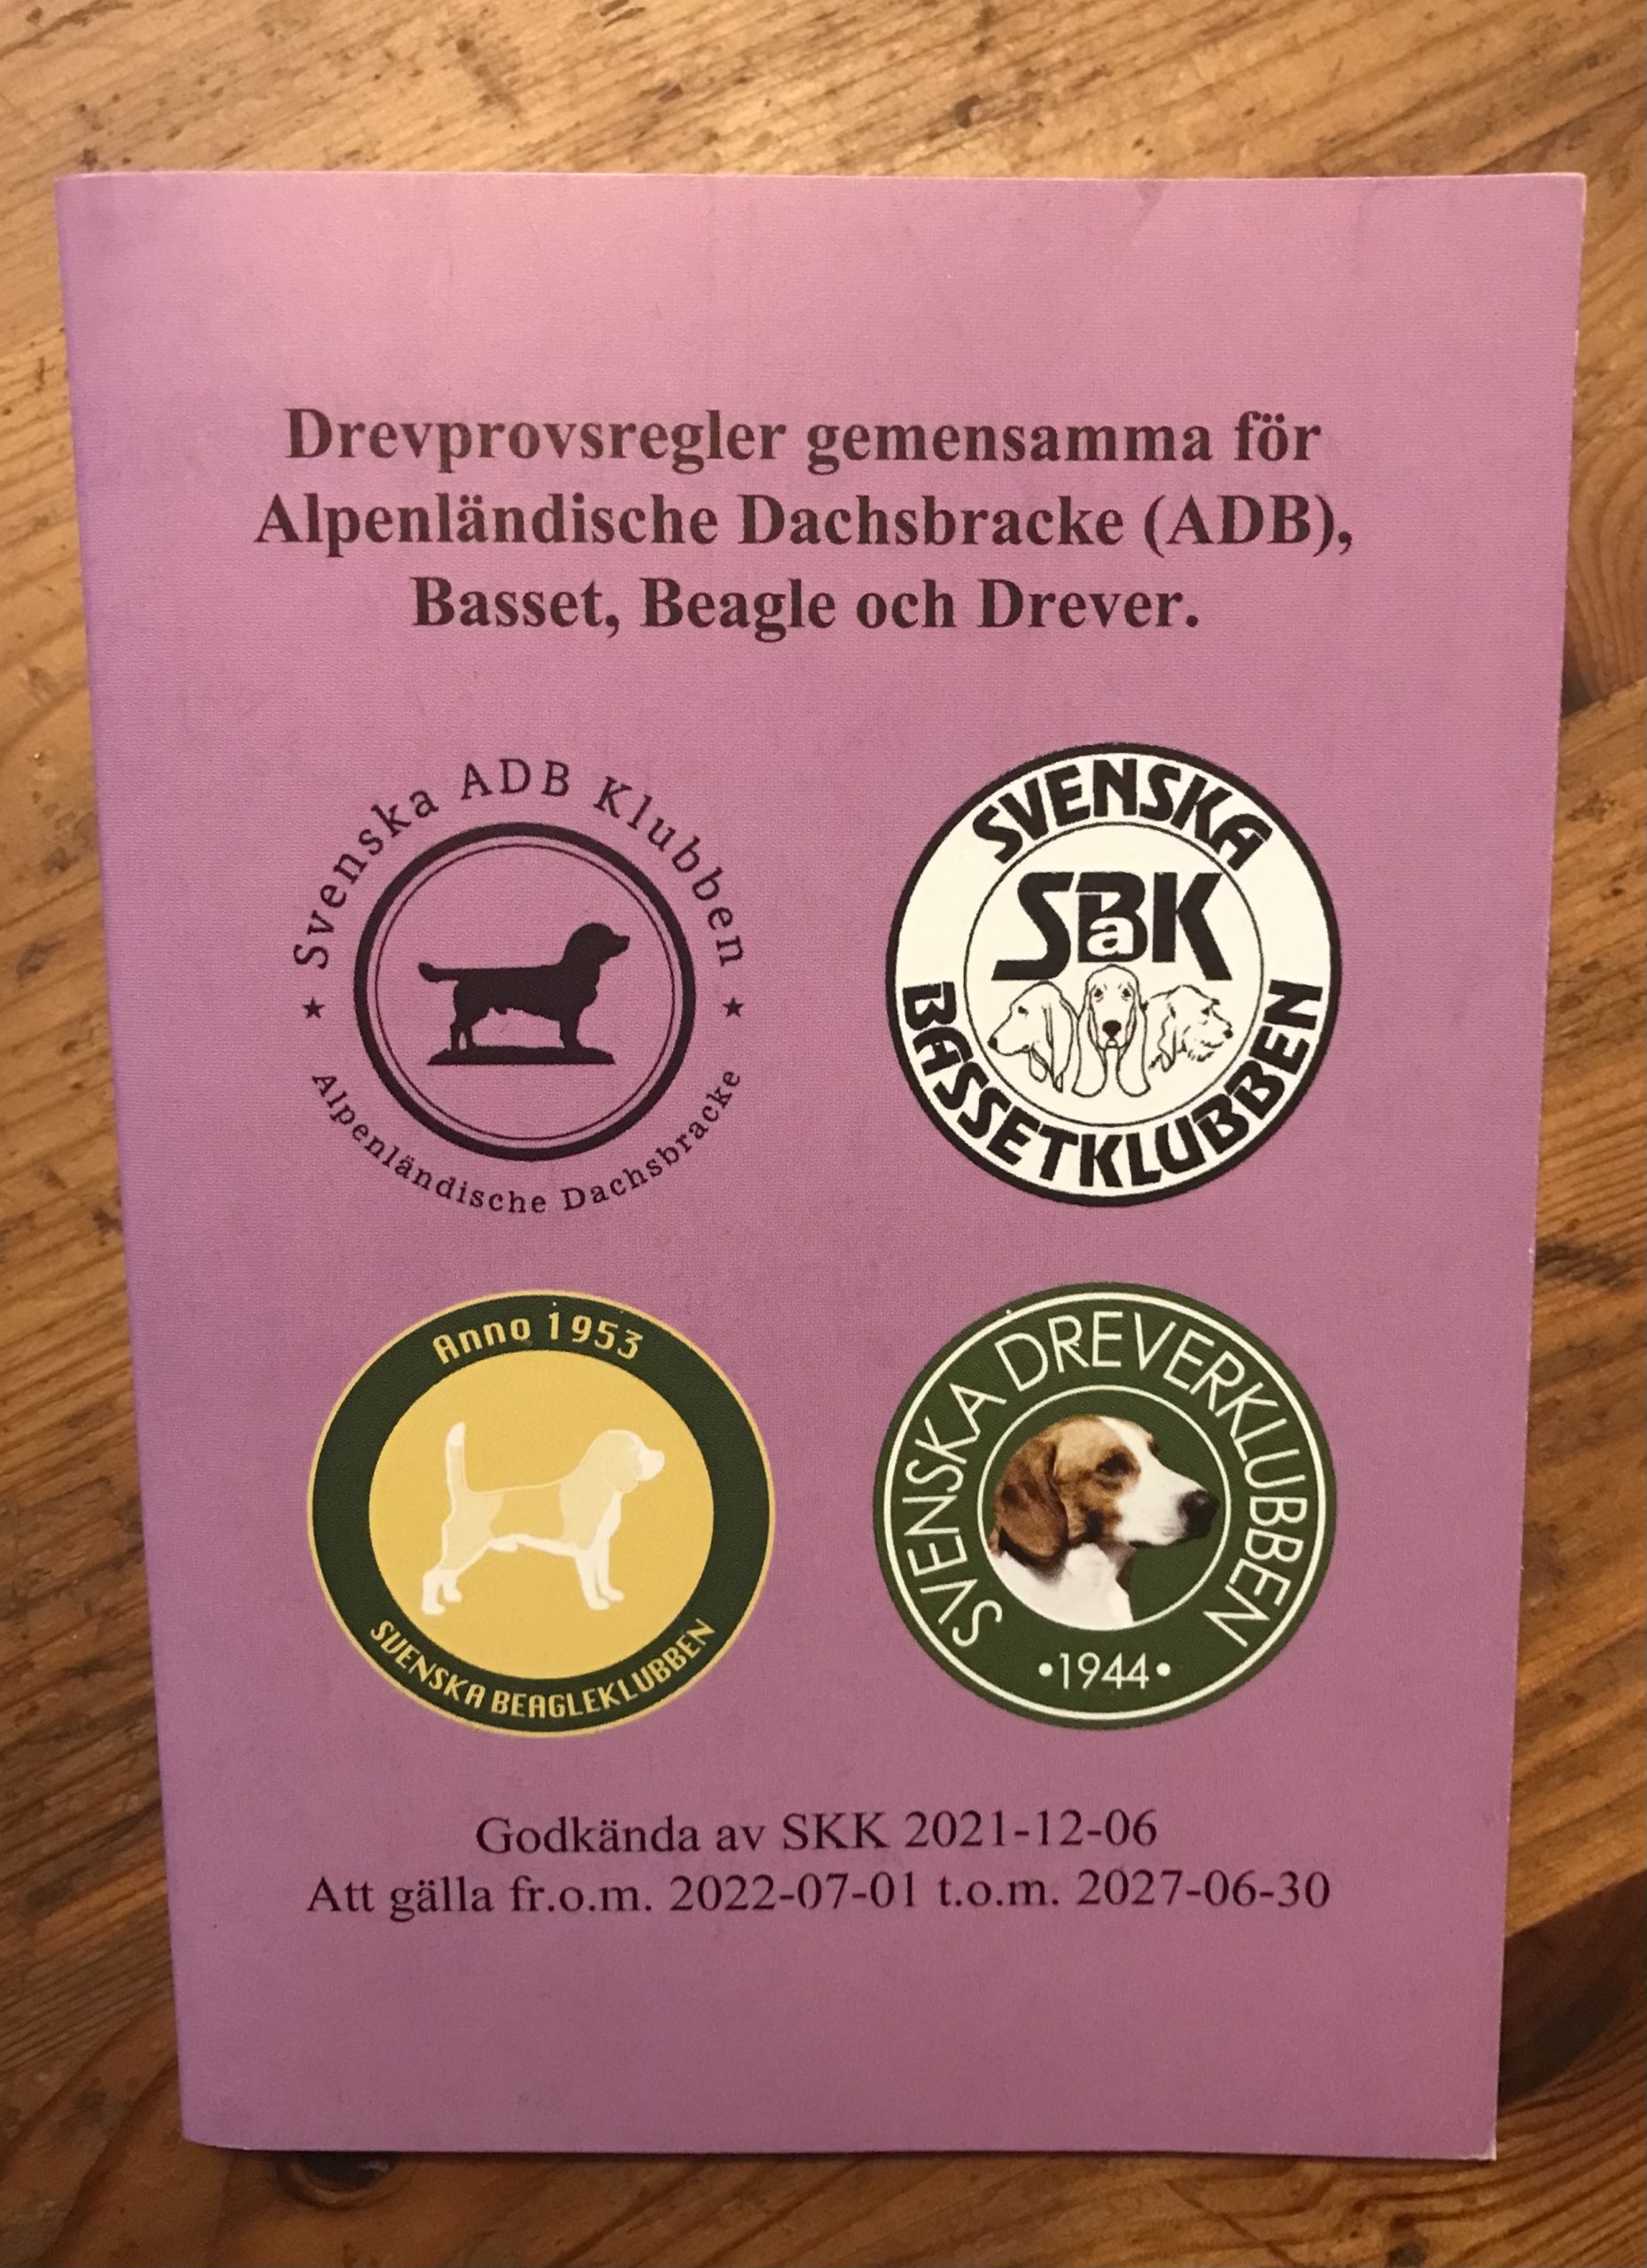 Drevprovsregler gemensamma för
Alpenländische Dachsbracke (ADB),
Basset, Beagle och Drever.
Svenska ADB Klubben
Alpenländische Dachsbracke
SVENSKA
SBaK
BASSETKLUBBEN
Anno 1953
SVENSKA BEAGLEKLUBBEN
SVENSKA DREVERKLUBBEN
•1944•
Godkända av SKK 2021-12-06
Att gälla fr.o.m. 2022-07-01 t.o.m. 2027-06-30